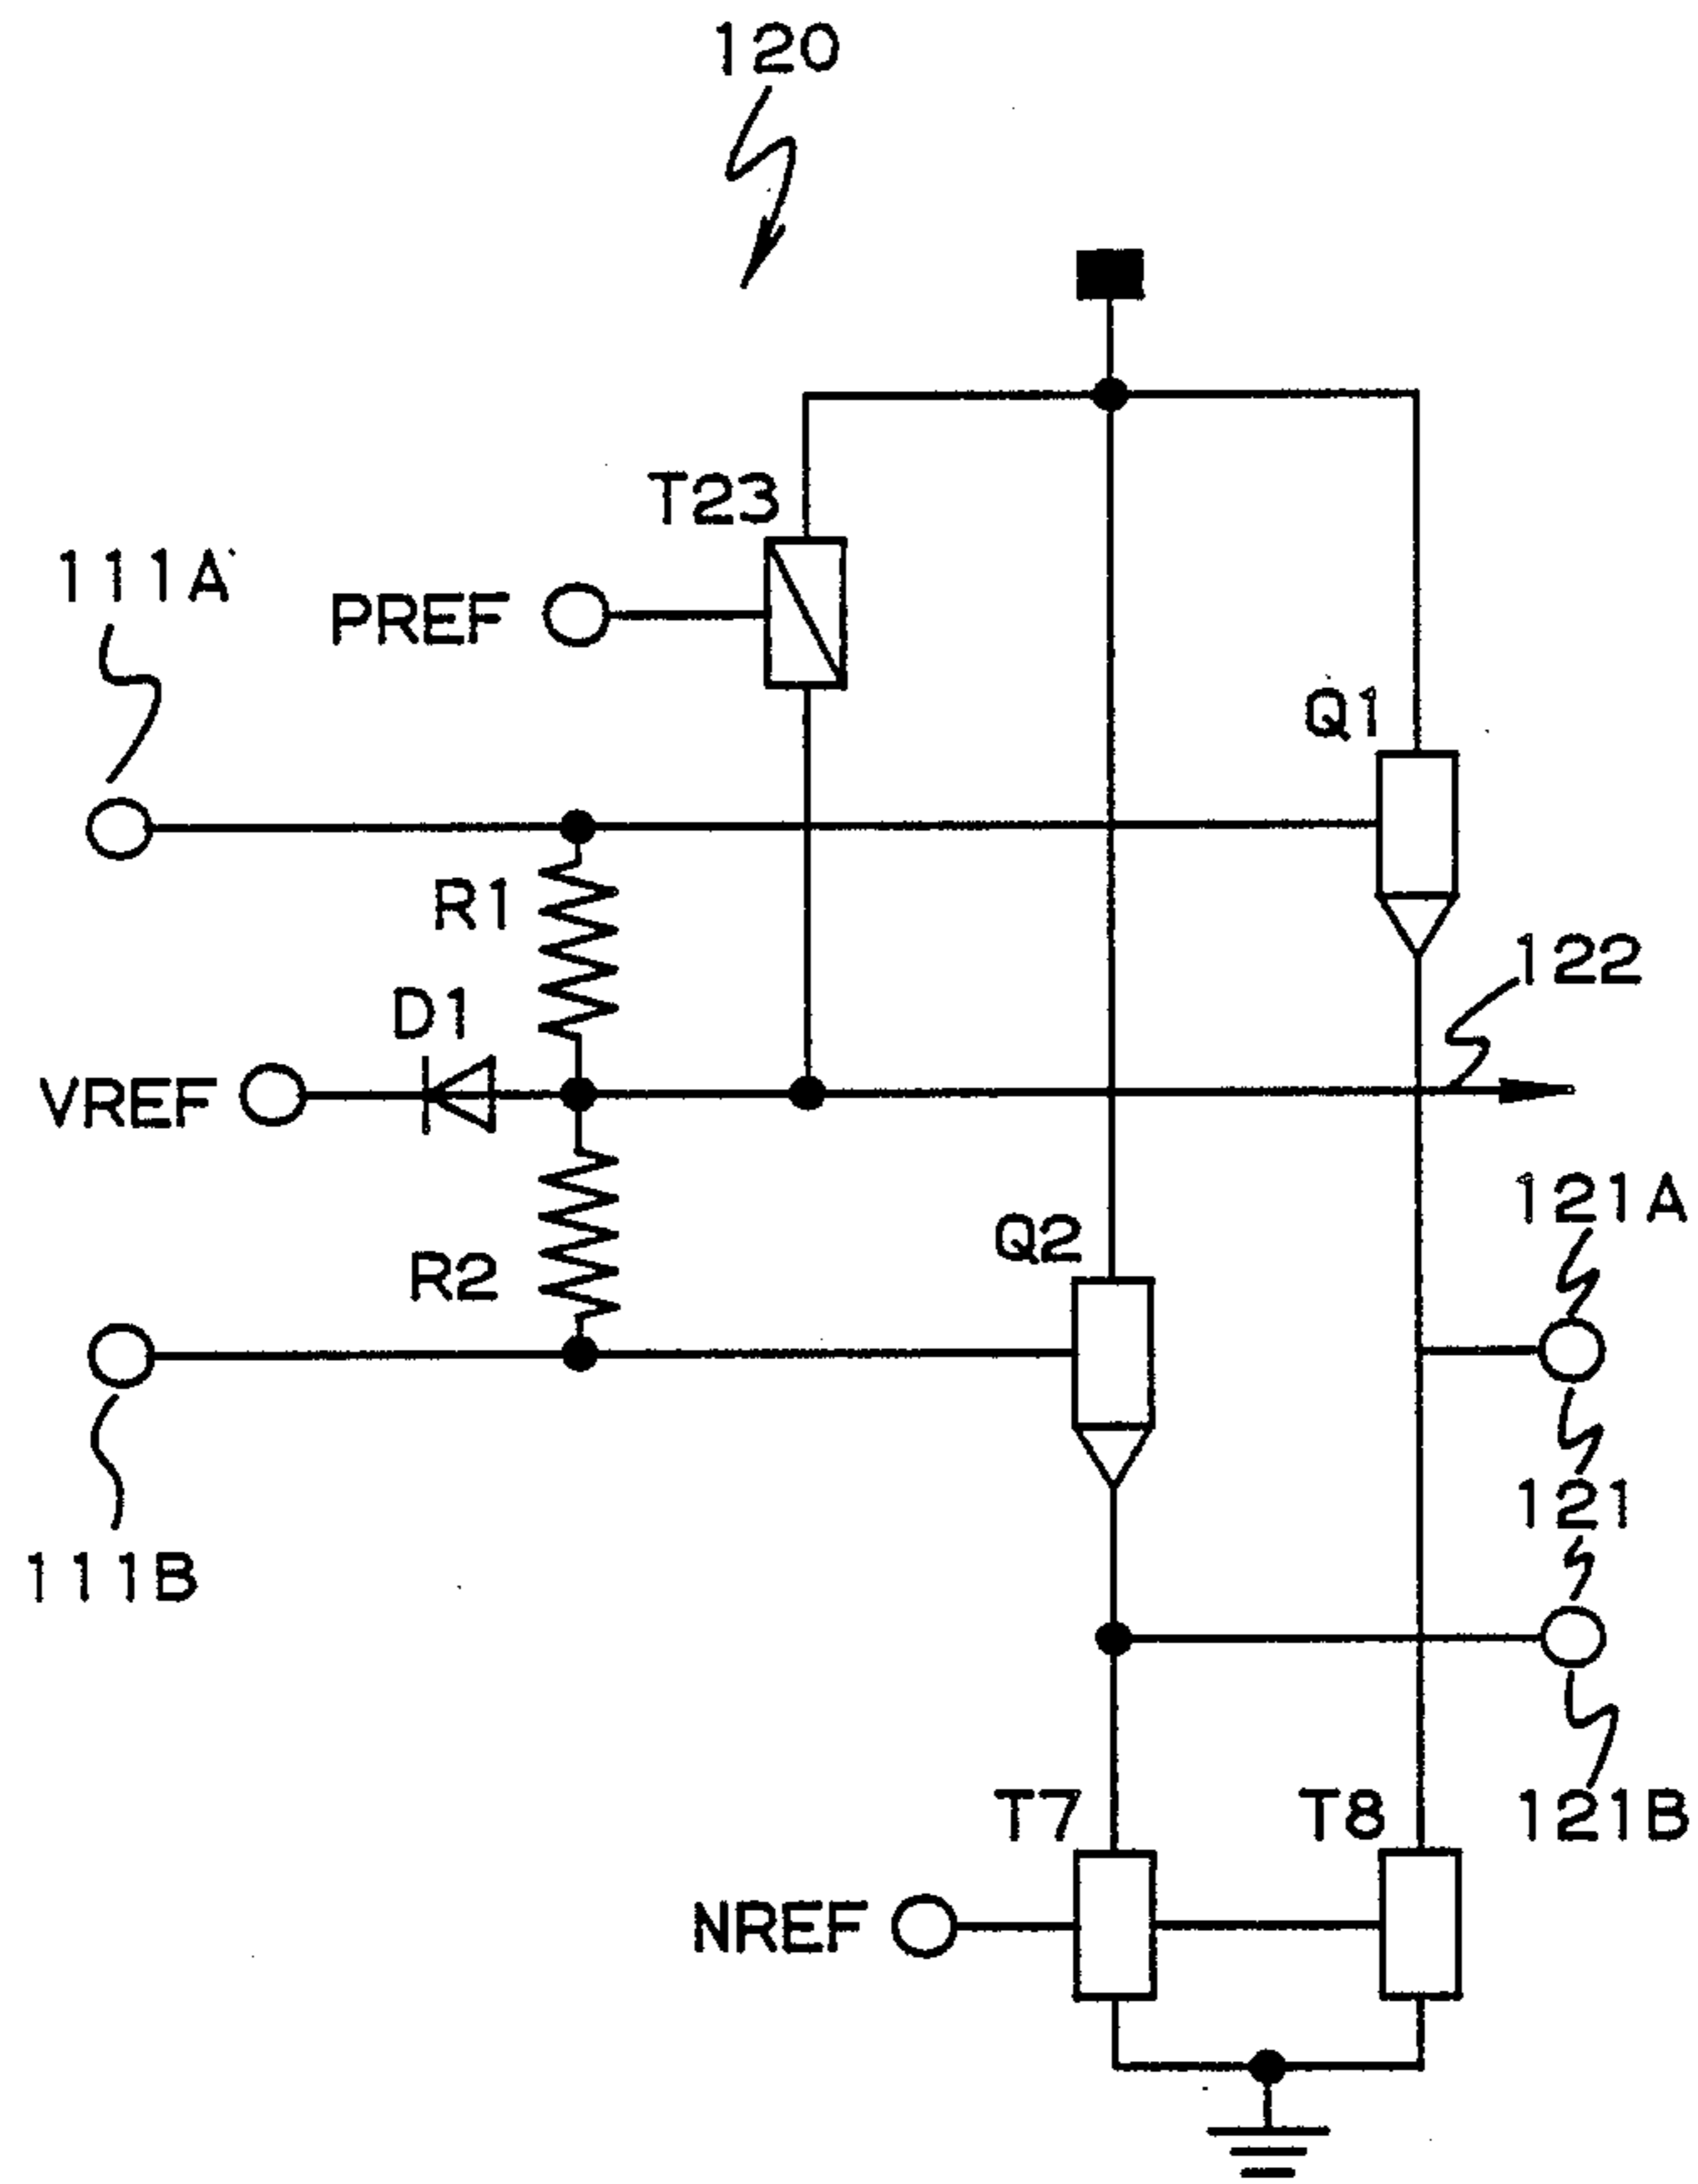 120
T23
111A
PREF
Q1
R1
122
D1
VREF
121A
Q2
R2
121
111B
T7
T8
121B
NREF